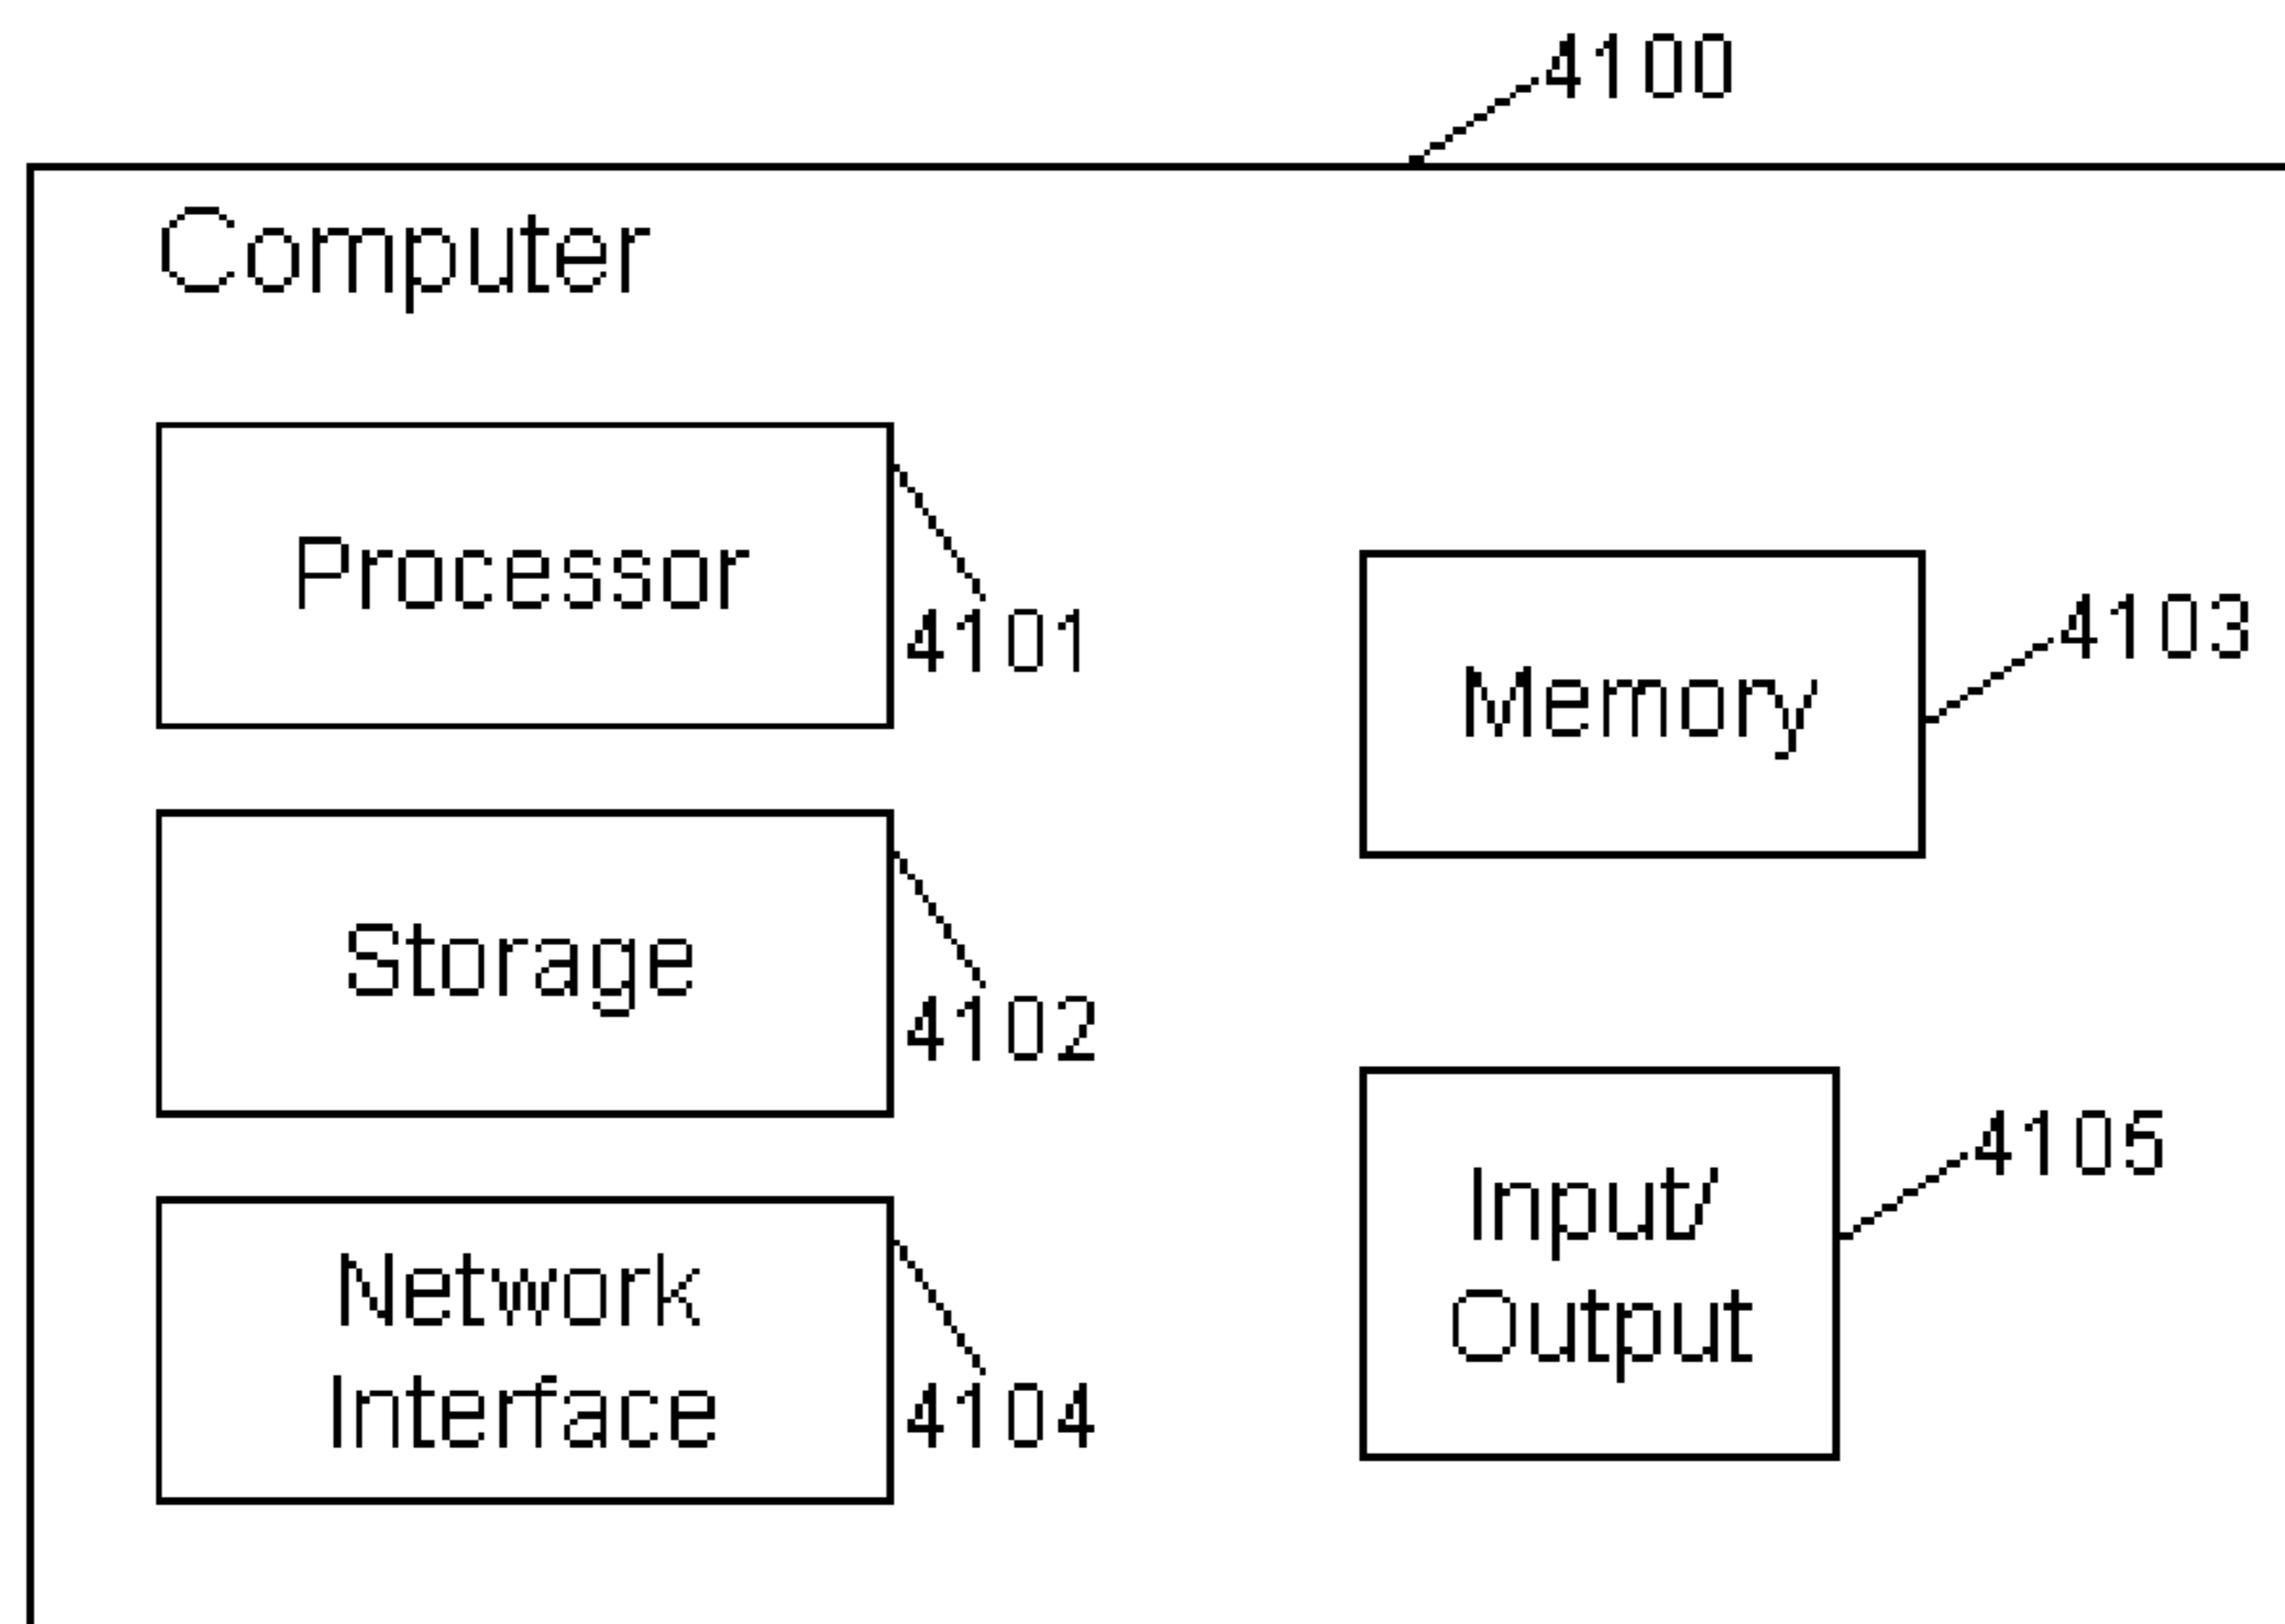 4100
Computer
Processor
4101
Memory
4103
Storage
4102
Input/
Output
4105
Network
Interface
4104